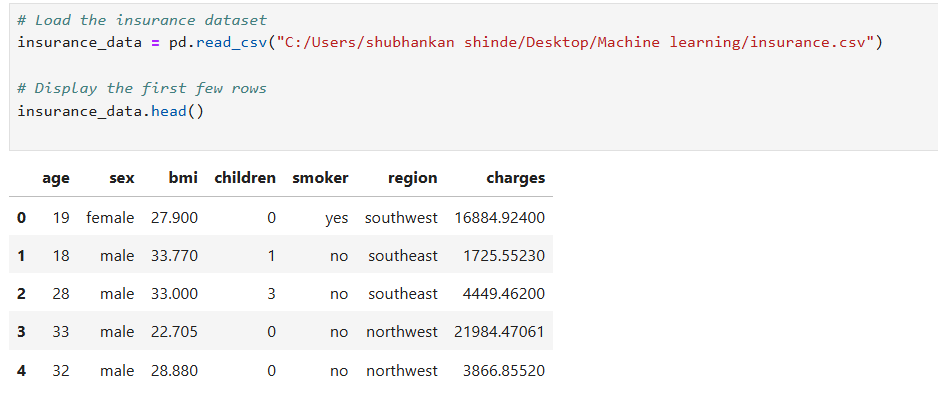 # Load the insurance dataset
insurance_data = pd.read_csv("C:/Users/shubhankan shinde/Desktop/Machine learning/insurance.csv")
# Display the first few rows
insurance_data.head()
age sex bmi children smoker region charges
0 19 female 27.900 0 yes southwest 16884.92400
1 18 male 33.770 1 no southeast 1725.55230
2 28 male 33.000 3 no southeast 4449.46200
3 33 male 22.705 0 no northwest 21984.47061
4 32 male 28.880 0 no northwest 3866.85520